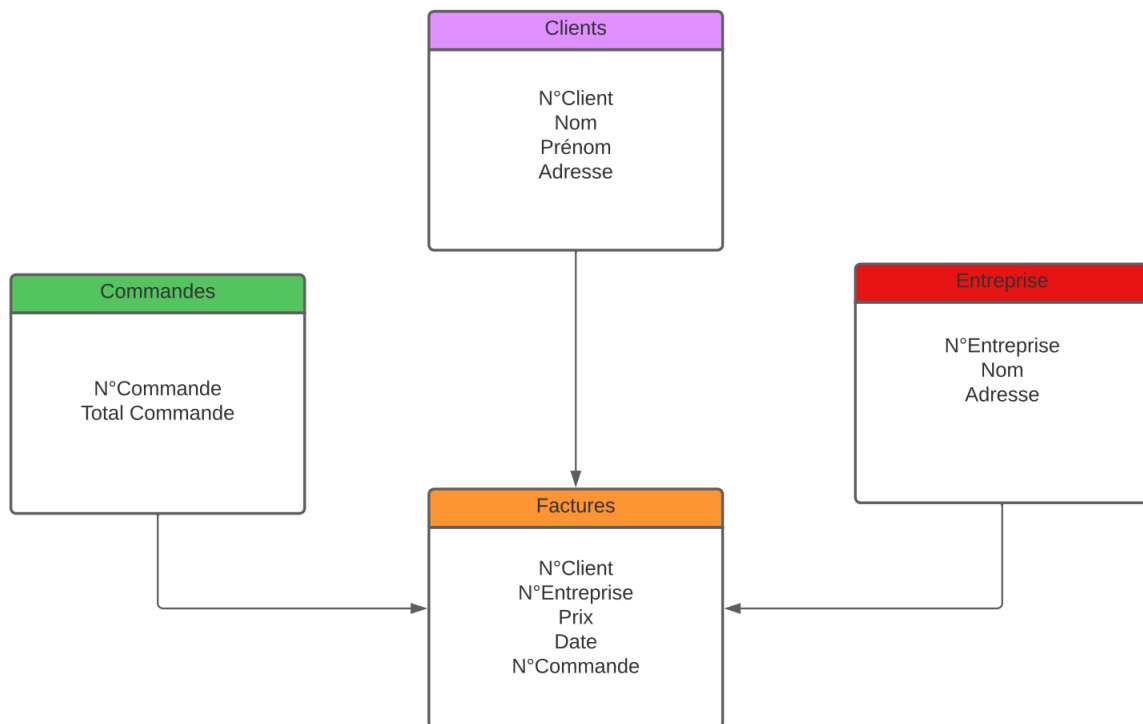 Clients
N°Client
Nom
Prénom
Adresse
Commandes
N°Commande
Total Commande
Entreprise
N°Entreprise
Nom
Adresse
Factures
N°Client
N°Entreprise
Prix
Date
N°Commande